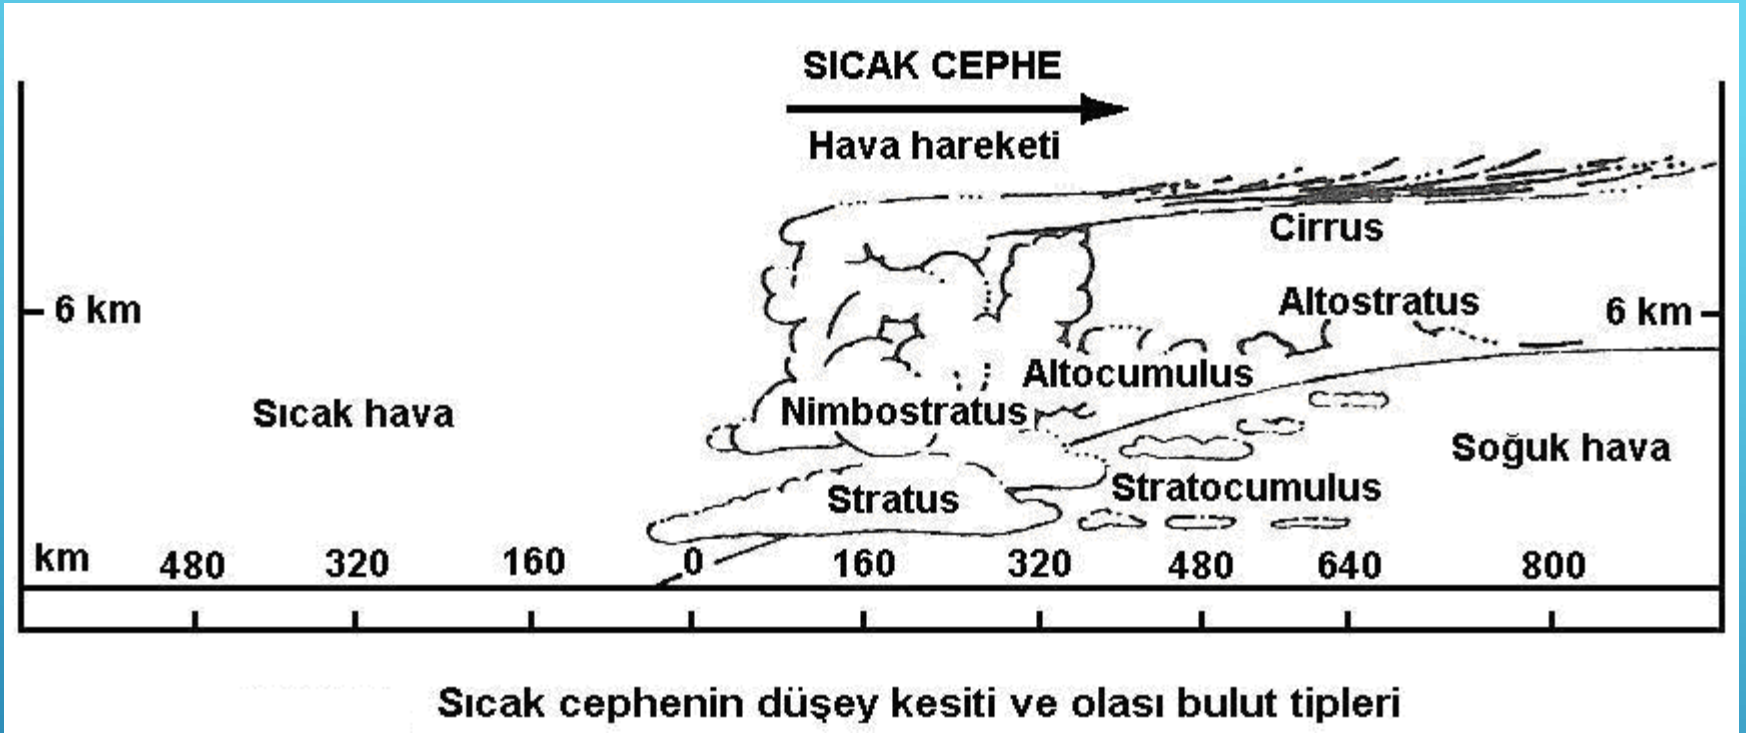 SICAK CEPHE
Hava hareketi
Cirrus
Altostratus
6 km
6 km
Altocumulus
Nimbostratus
Sıcak hava
Soğuk hava
Stratus
Stratocumulus
km 480 320 160 0 160 320 480 640 800
Sıcak cephenin düşey kesiti ve olası bulut tipleri